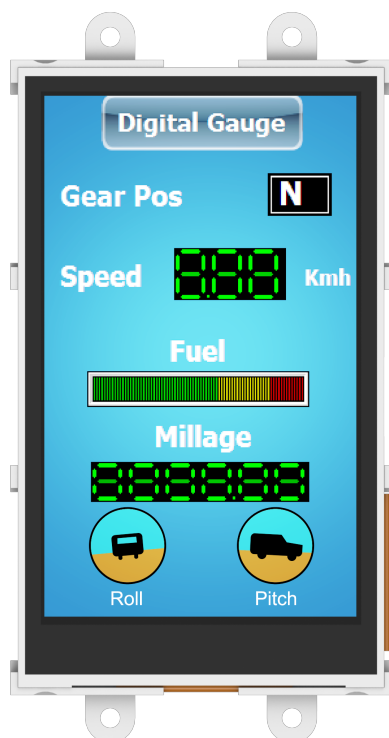 Digital Gauge
Gear Pos N
Speed Kmh
Fuel
Millage
Roll Pitch